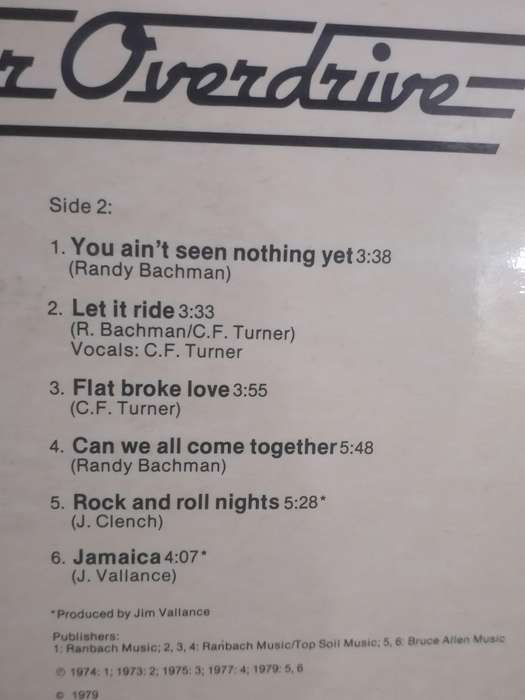 r Overdrive
Side 2:
1. You ain't seen nothing yet 3:38
(Randy Bachman)
2. Let it ride 3:33
(R. Bachman/C.F. Turner)
Vocals: C.F. Turner
3. Flat broke love 3:55
(C.F. Turner)
4. Can we all come together 5:48
(Randy Bachman)
5. Rock and roll nights 5:28*
(J. Clench)
6. Jamaica 4:07*
(J. Vallance)
*Produced by Jim Vallance
Publishers:
1: Ranbach Music; 2, 3, 4: Ranbach Music/Top Soil Music; 5, 6: Bruce Allen Music
℗ 1974: 1; 1973: 2; 1975: 3; 1977: 4; 1979: 5, 6
© 1979